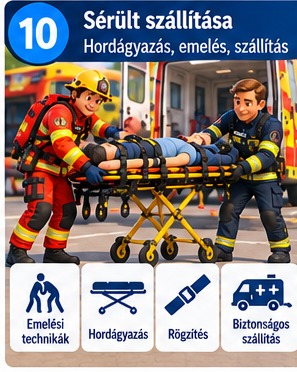 10
Sérült szállítása
Hordágyazás, emelés, szállítás
Emelési
technikák
Hordágyazás
Rögzítés
Biztonságos
szállítás